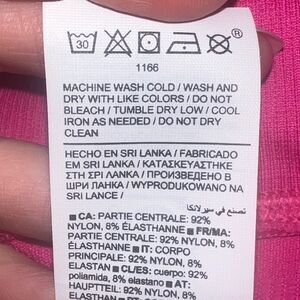 30
®
1166
MACHINE WASH COLD / WASH AND
DRY WITH LIKE COLORS / DO NOT
BLEACH / TUMBLE DRY LOW / COOL
IRON AS NEEDED / DO NOT DRY
CLEAN
HECHO EN SRI LANKA / FABRICADO
EM SRI LANKA / ΚΑΤΑΣΚΕΥΑΣΤΗΚΕ
ΣΤΗ ΣΡΙ ΛΑΝΚΑ / ПРОИЗВЕДЕНО В
ШРИ ЛАНКА / WYPRODUKOWANO NA
SRI LANCE /
تصنع في سيرلانكا
■ CA: PARTIE CENTRALE: 92%
NYLON, 8% ÉLASTHANNE ■ FR/MA:
PARTIE CENTRALE: 92% NYLON, 8%
ÉLASTHANNE ■ IT: CORPO
PRINCIPALE: 92% NYLON, 8%
ELASTAN ■ CL/ES: cuerpo: 92%
poliamida, 8% elastano ■ AT:
HAUPTTEIL: 92% NYLON, 8%